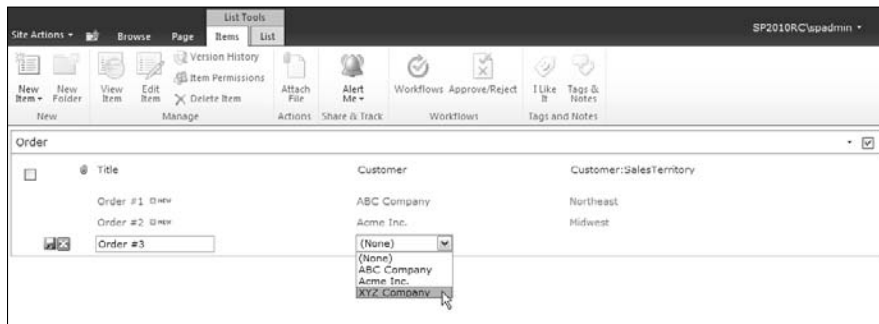 List Tools
Site Actions Browse Page Items List SP2010RC\spadmin
New Item New Folder View Item Edit Item Version History Item Permissions Delete Item Attach File Alert Me Workflows Approve/Reject I Like It Tags & Notes
New Manage Actions Share & Track Workflows Tags and Notes
Order
Title Customer Customer:SalesTerritory
Order #1 NEW ABC Company Northeast
Order #2 NEW Acme Inc. Midwest
Order #3 (None)
(None)
ABC Company
Acme Inc.
XYZ Company